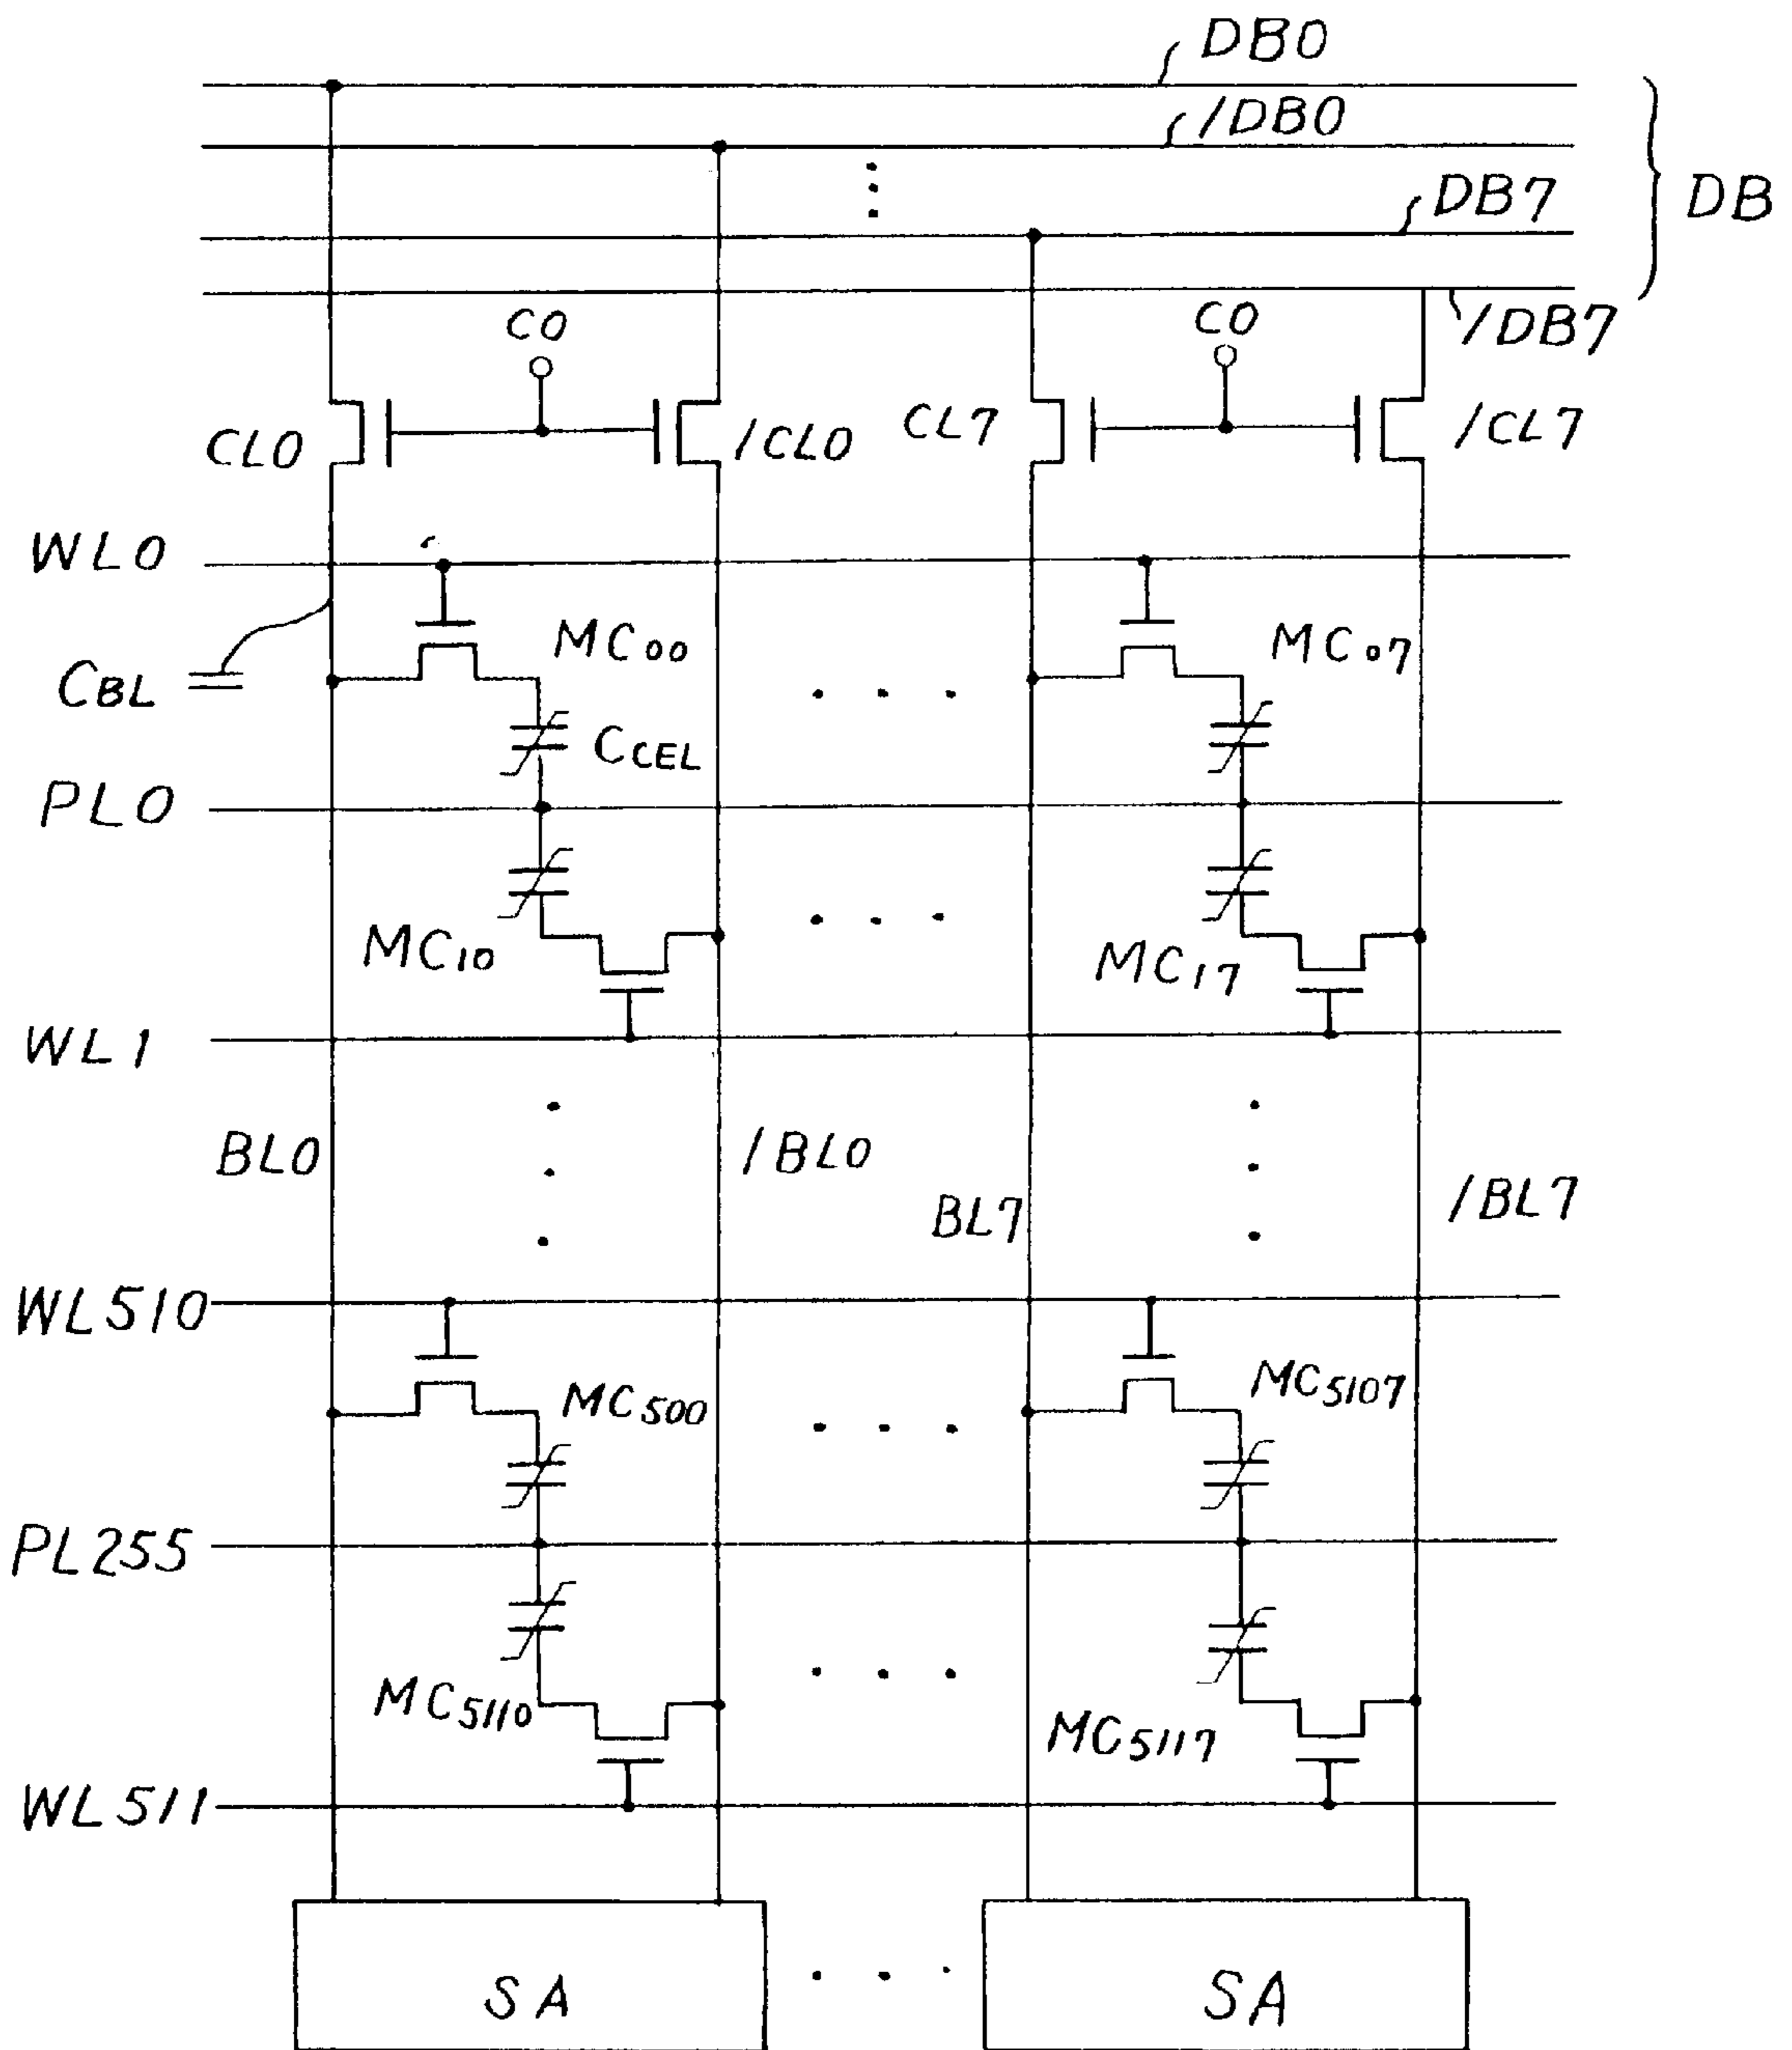 DB0
/DB0
DB7
DB
/DB7
C0
C0
CL0
/CL0
CL7
/CL7
WL0
MC00
MC07
CBL
CCEL
PL0
MC10
MC17
WL1
BL0
/BL0
BL7
/BL7
WL510
MC500
MC5107
PL255
MC5110
MC5117
WL511
SA
SA